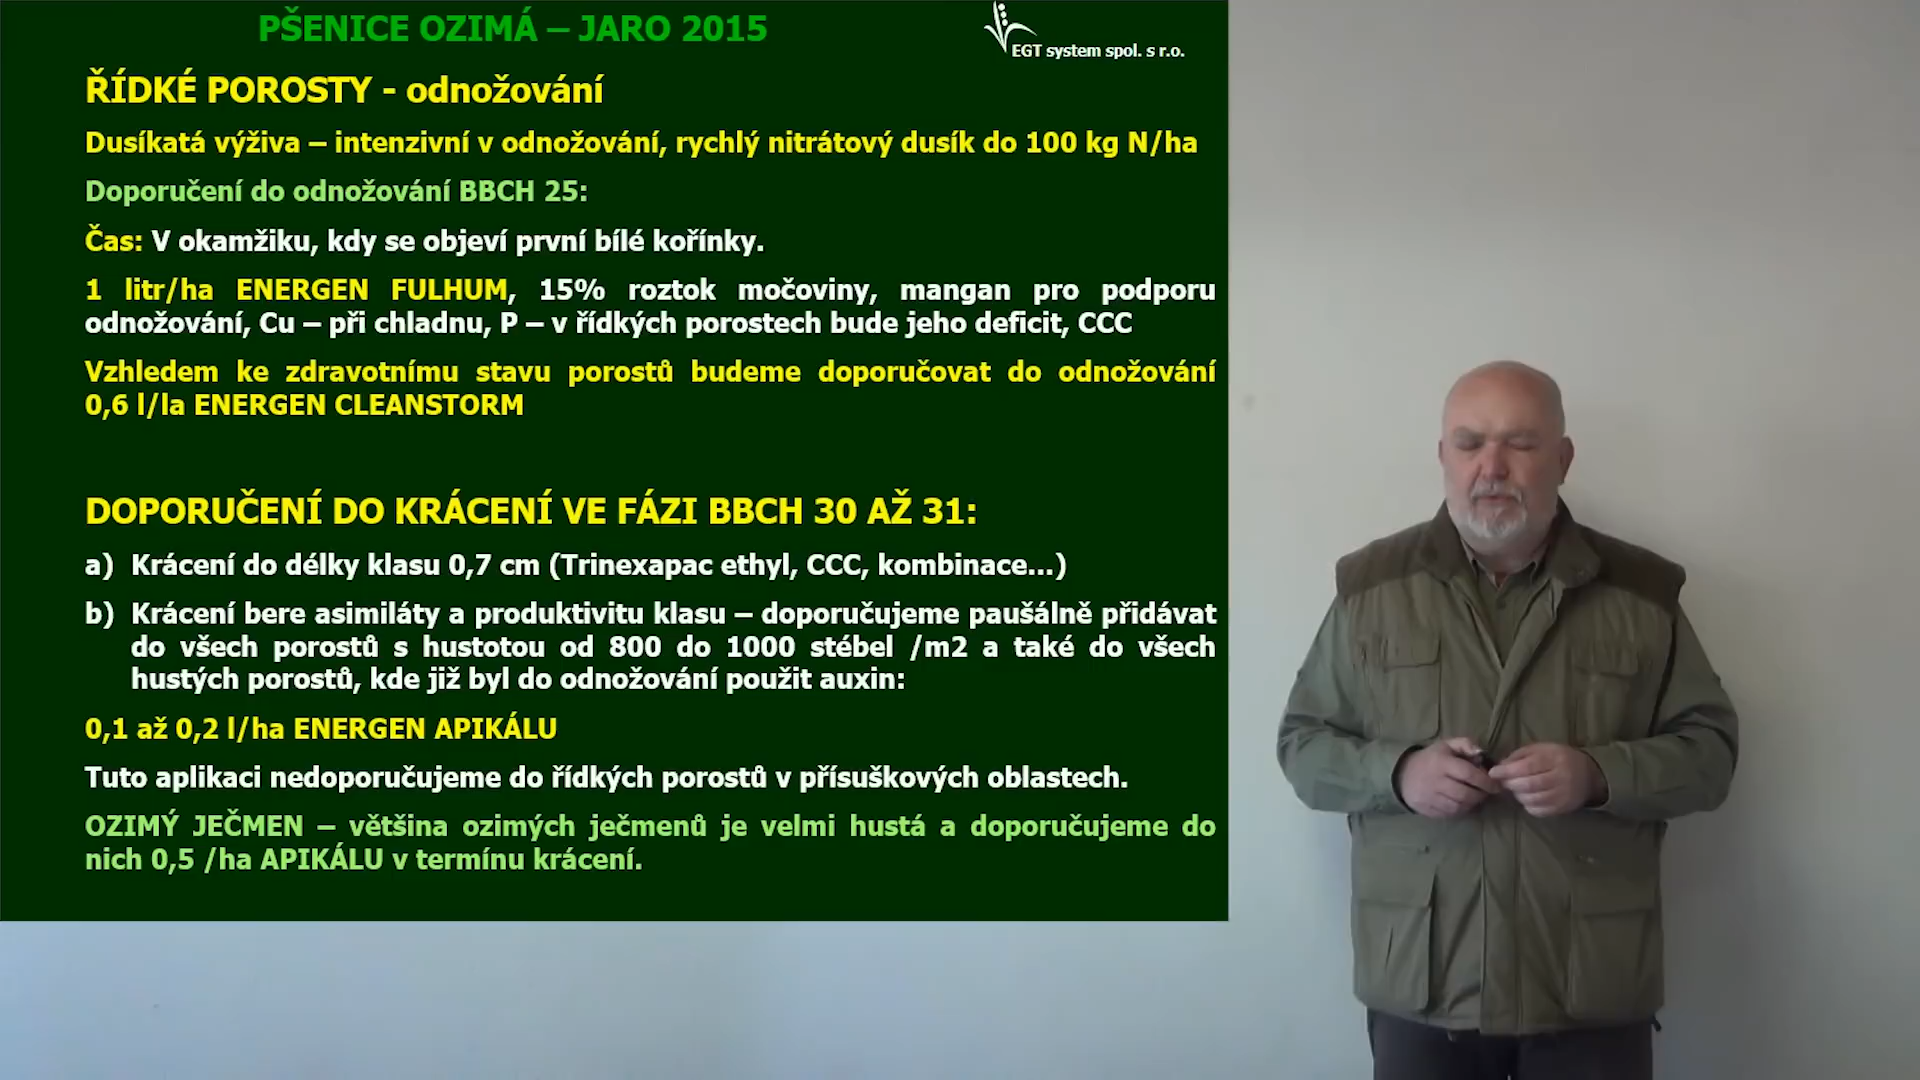 PŠENICE OZIMÁ – JARO 2015
EGT system spol. s r.o.
ŘÍDKÉ POROSTY - odnožování
Dusíkatá výživa – intenzivní v odnožování, rychlý nitrátový dusík do 100 kg N/ha
Doporučení do odnožování BBCH 25:
Čas: V okamžiku, kdy se objeví první bílé kořínky.
1 litr/ha ENERGEN FULHUM, 15% roztok močoviny, mangan pro podporu
odnožování, Cu – při chladnu, P – v řídkých porostech bude jeho deficit, CCC
Vzhledem ke zdravotnímu stavu porostů budeme doporučovat do odnožování
0,6 l/la ENERGEN CLEANSTORM
DOPORUČENÍ DO KRÁCENÍ VE FÁZI BBCH 30 AŽ 31:
a) Krácení do délky klasu 0,7 cm (Trinexapac ethyl, CCC, kombinace...)
b) Krácení bere asimiláty a produktivitu klasu – doporučujeme paušálně přidávat
do všech porostů s hustotou od 800 do 1000 stébel /m2 a také do všech
hustých porostů, kde již byl do odnožování použit auxin:
0,1 až 0,2 l/ha ENERGEN APIKÁLU
Tuto aplikaci nedoporučujeme do řídkých porostů v přísuškových oblastech.
OZIMÝ JEČMEN – většina ozimých ječmenů je velmi hustá a doporučujeme do
nich 0,5 /ha APIKÁLU v termínu krácení.